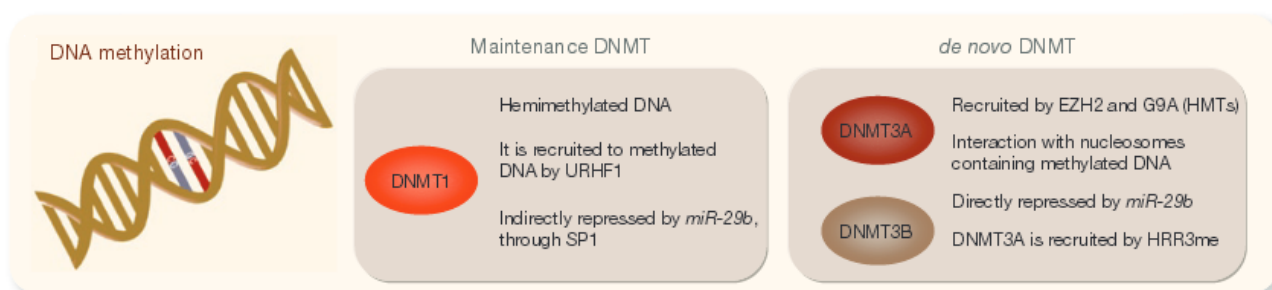 DNA methylation
Maintenance DNMT
DNMT1
Hemimethylated DNA
It is recruited to methylated
DNA by URHF1
Indirectly repressed by miR-29b,
through SP1
de novo DNMT
DNMT3A
DNMT3B
Recruited by EZH2 and G9A (HMTs)
Interaction with nucleosomes
containing methylated DNA
Directly repressed by miR-29b
DNMT3A is recruited by HRR3me